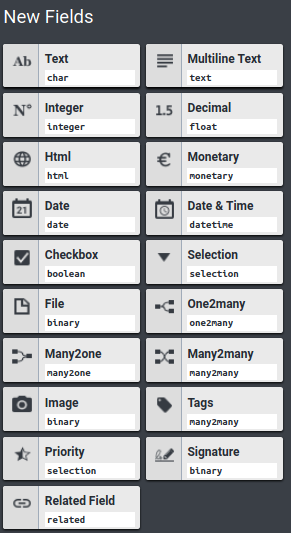 New Fields
Ab Text
char
Multiline Text
text
N° Integer
integer
1.5 Decimal
float
Html
html
€ Monetary
monetary
21 Date
date
Date & Time
datetime
Checkbox
boolean
Selection
selection
File
binary
One2many
one2many
Many2one
many2one
Many2many
many2many
Image
binary
Tags
many2many
Priority
selection
Signature
binary
Related Field
related